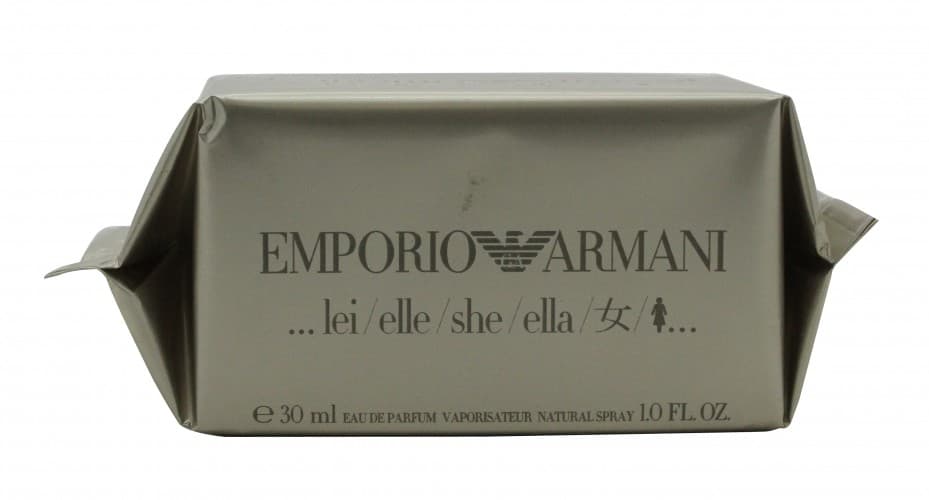 EMPORIO ARMANI
...lei/elle/she/ella/女/...
℮ 30 ml EAU DE PARFUM VAPORISATEUR NATURAL SPRAY 1.0 FL. OZ.